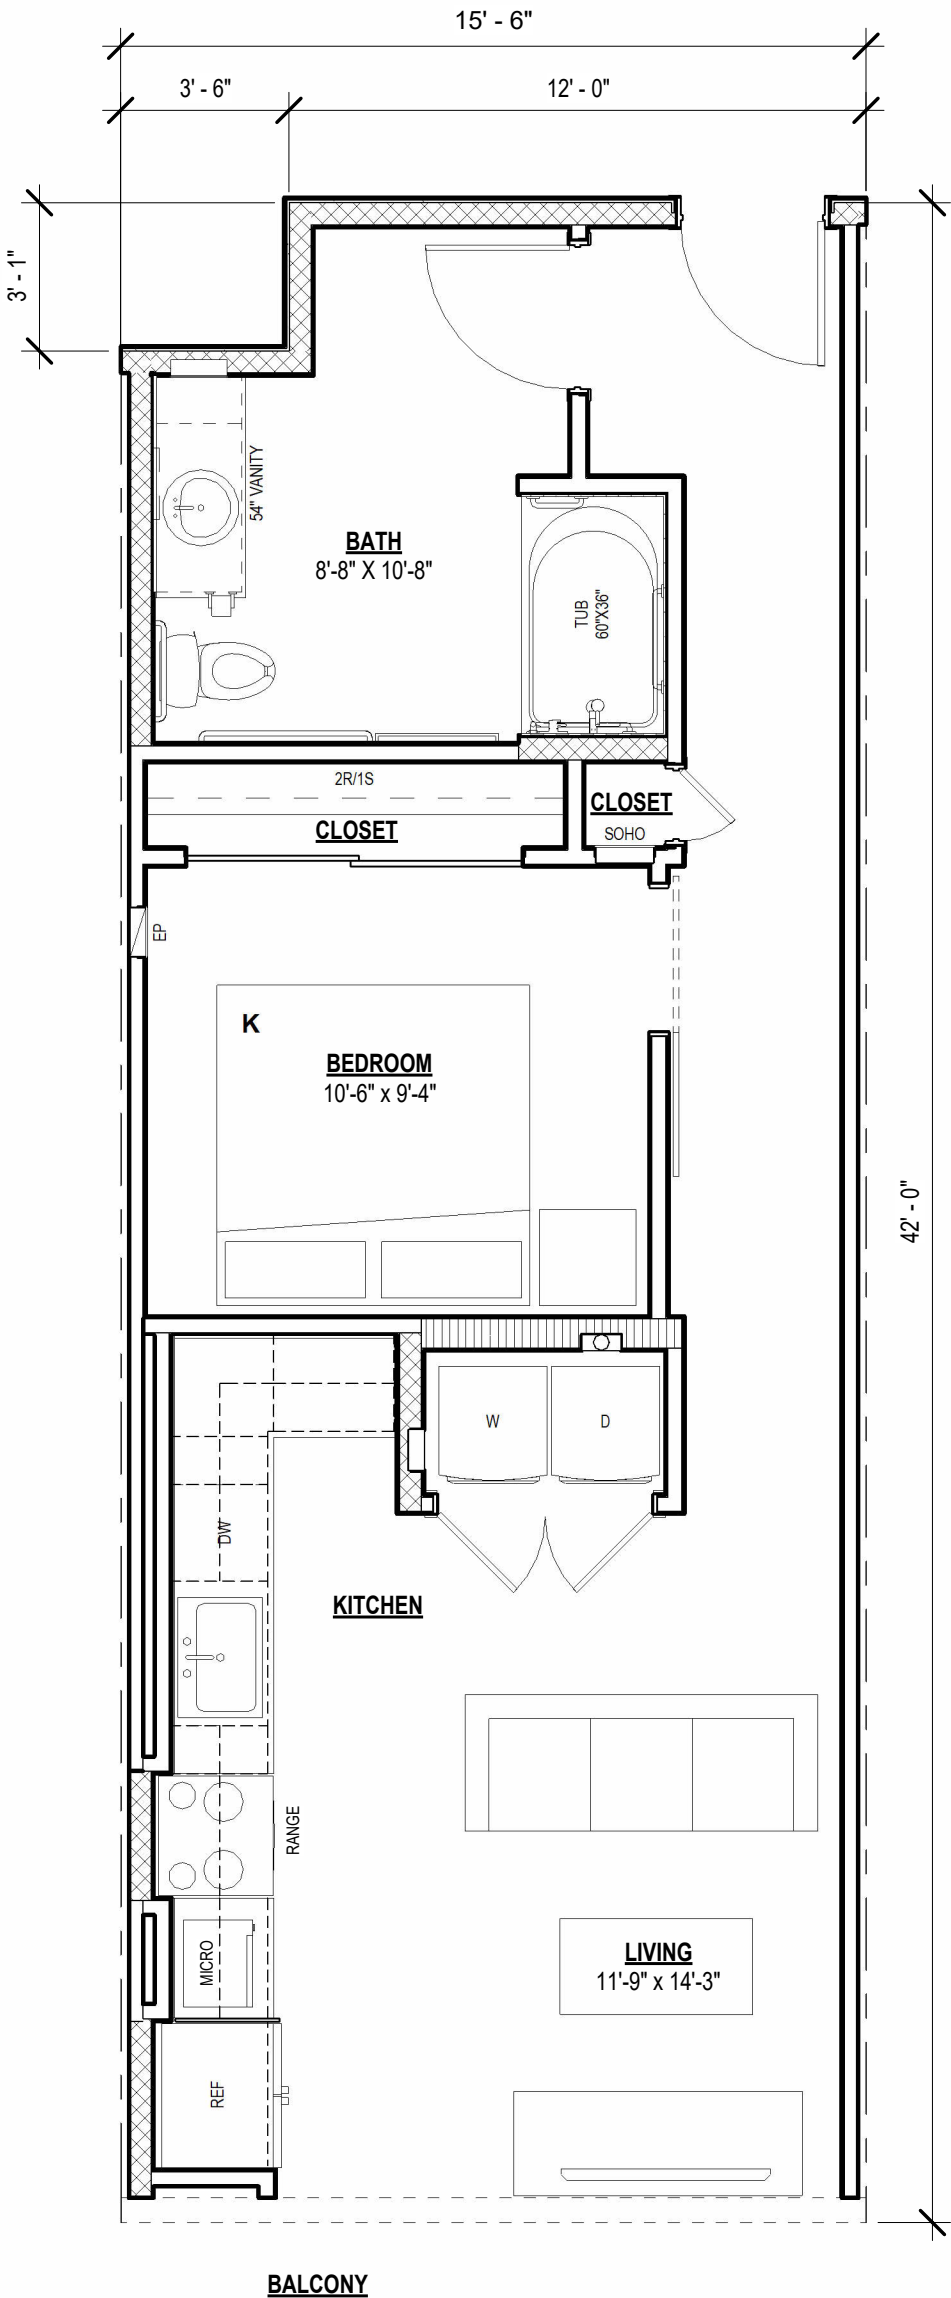 15' - 6"
3' - 6"
12' - 0"
3' - 1"
54" VANITY
BATH
8'-8" X 10'-8"
TUB
60"X36"
2R/1S
CLOSET
CLOSET
SOHO
EP
K
BEDROOM
10'-6" x 9'-4"
42' - 0"
W
D
DW
KITCHEN
RANGE
MICRO
LIVING
11'-9" x 14'-3"
REF
BALCONY